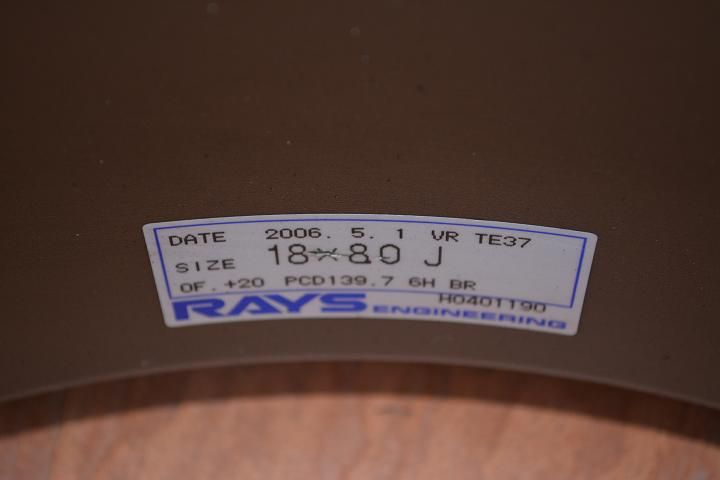 DATE 2006. 5. 1 VR TE37
SIZE 18×8.0 J
OF. +20 PCD139.7 6H BR
H0401190
RAYS ENGINEERING